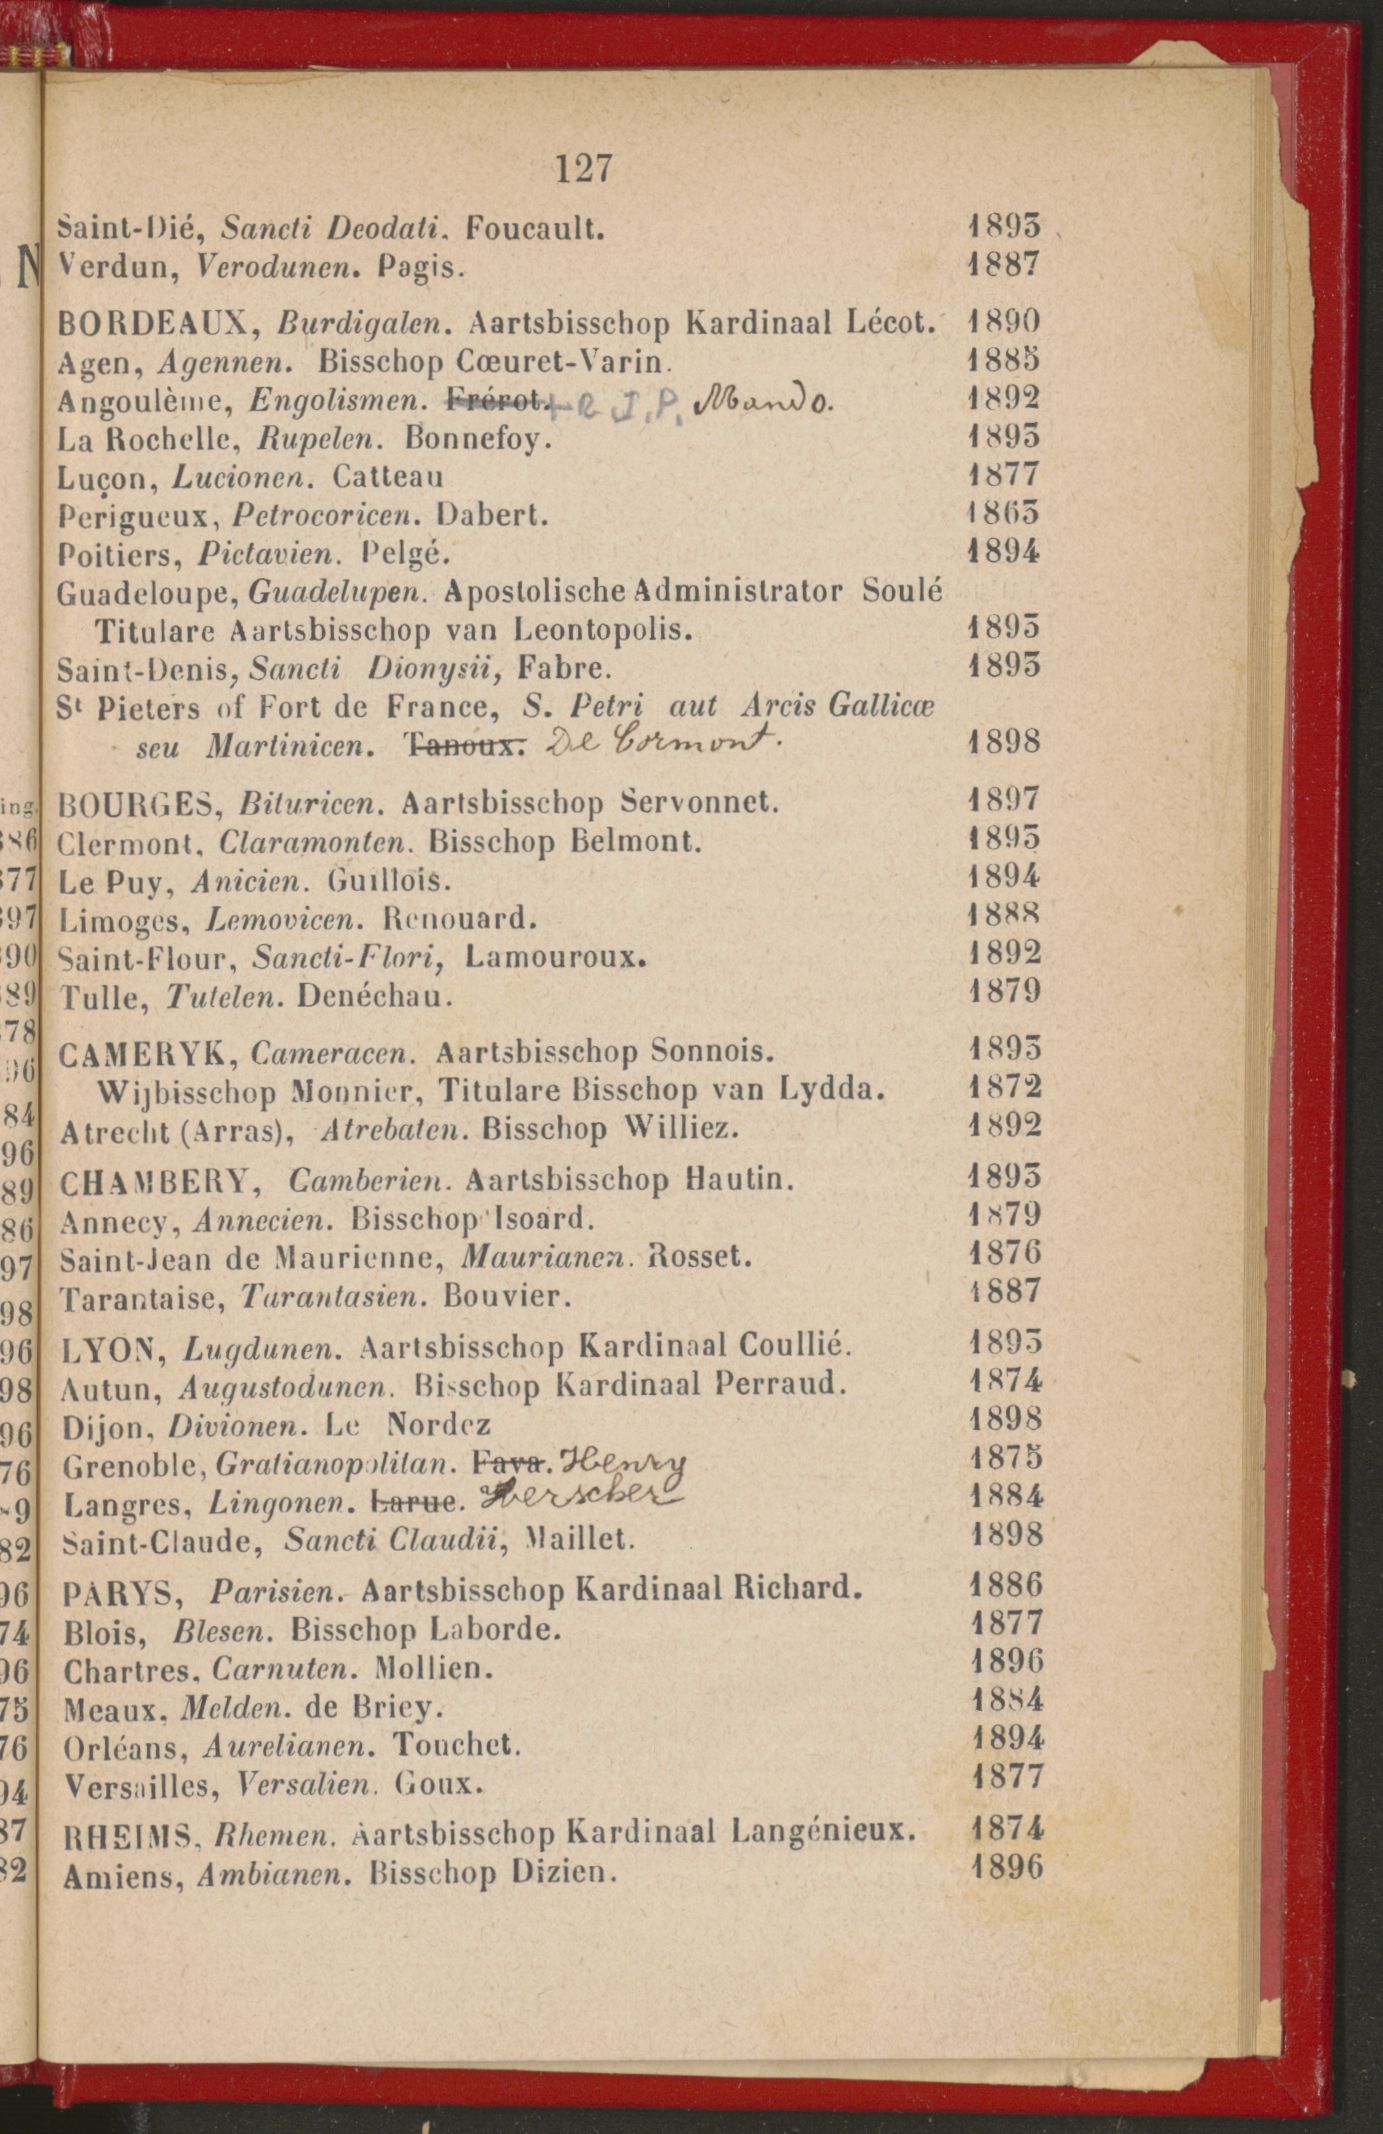 127
Saint-Dié, Sancti Deodati. Foucault. 1893
Verdun, Verodunen. Pagis. 1887
BORDEAUX, Burdigalen. Aartsbisschop Kardinaal Lécot. 1890
Agen, Agennen. Bisschop Cœuret-Varin. 1885
Angoulème, Engolismen. Frérot. + R.I.P. Mando. 1892
La Rochelle, Rupelen. Bonnefoy. 1893
Luçon, Lucionen. Catteau 1877
Perigueux, Petrocoricen. Dabert. 1863
Poitiers, Pictavien. Pelgé. 1894
Guadeloupe, Guadelupen. Apostolische Administrator Soulé
Titulare Aartsbisschop van Leontopolis. 1893
Saint-Denis, Sancti Dionysii, Fabre. 1893
St Pieters of Fort de France, S. Petri aut Arcis Gallicæ
seu Martinicen. Tanoux. De Cormont. 1898
BOURGES, Bituricen. Aartsbisschop Servonnet. 1897
Clermont, Claramonten. Bisschop Belmont. 1893
Le Puy, Anicien. Guillois. 1894
Limoges, Lemovicen. Renouard. 1888
Saint-Flour, Sancti-Flori, Lamouroux. 1892
Tulle, Tutelen. Denéchau. 1879
CAMERYK, Cameracen. Aartsbisschop Sonnois. 1893
Wijbisschop Monnier, Titulare Bisschop van Lydda. 1872
Atrecht (Arras), Atrebaten. Bisschop Williez. 1892
CHAMBERY, Camberien. Aartsbisschop Hautin. 1893
Annecy, Annecien. Bisschop Isoard. 1879
Saint-Jean de Maurienne, Maurianen. Rosset. 1876
Tarantaise, Tarantasien. Bouvier. 1887
LYON, Lugdunen. Aartsbisschop Kardinaal Coullié. 1893
Autun, Augustodunen. Bisschop Kardinaal Perraud. 1874
Dijon, Divionen. Le Nordez 1898
Grenoble, Gratianopolitan. Fava. Henry 1875
Langres, Lingonen. Larue. Herscher 1884
Saint-Claude, Sancti Claudii, Maillet. 1898
PARYS, Parisien. Aartsbisschop Kardinaal Richard. 1886
Blois, Blesen. Bisschop Laborde. 1877
Chartres, Carnuten. Mollien. 1896
Meaux, Melden. de Briey. 1884
Orléans, Aurelianen. Touchet. 1894
Versailles, Versalien. Goux. 1877
RHEIMS, Rhemen. Aartsbisschop Kardinaal Langénieux. 1874
Amiens, Ambianen. Bisschop Dizien. 1896